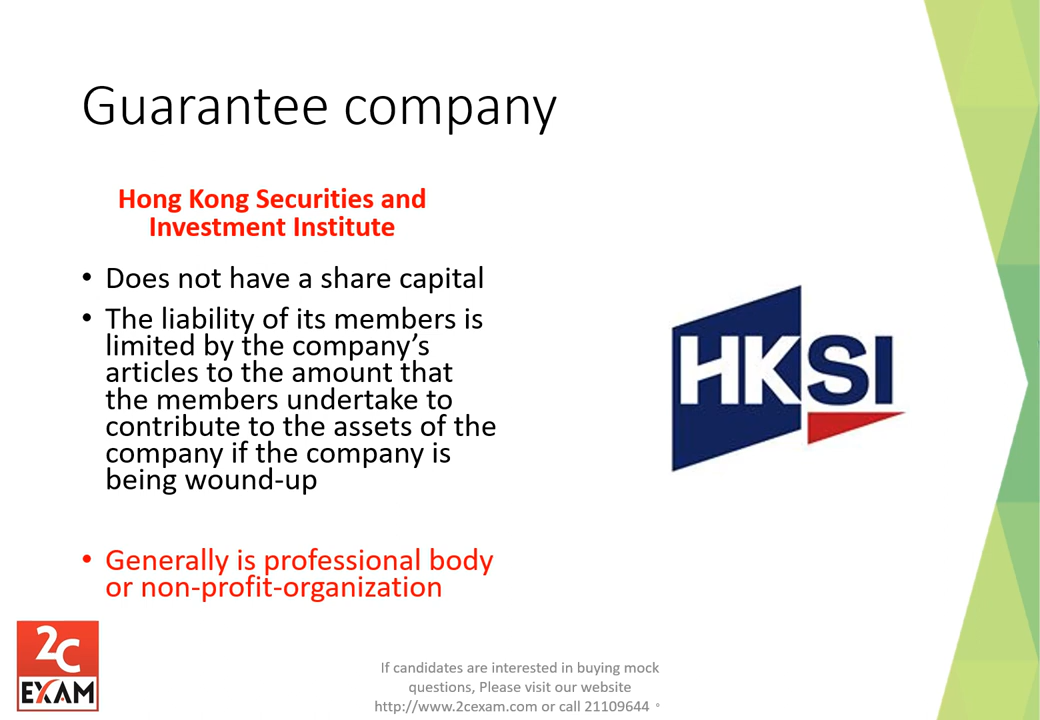 Guarantee company
Hong Kong Securities and
Investment Institute
• Does not have a share capital
• The liability of its members is
limited by the company’s
articles to the amount that
the members undertake to
contribute to the assets of the
company if the company is
being wound-up
• Generally is professional body
or non-profit-organization
HKSI
2C
EXAM
If candidates are interested in buying mock
questions, Please visit our website
http://www.2cexam.com or call 21109644 。